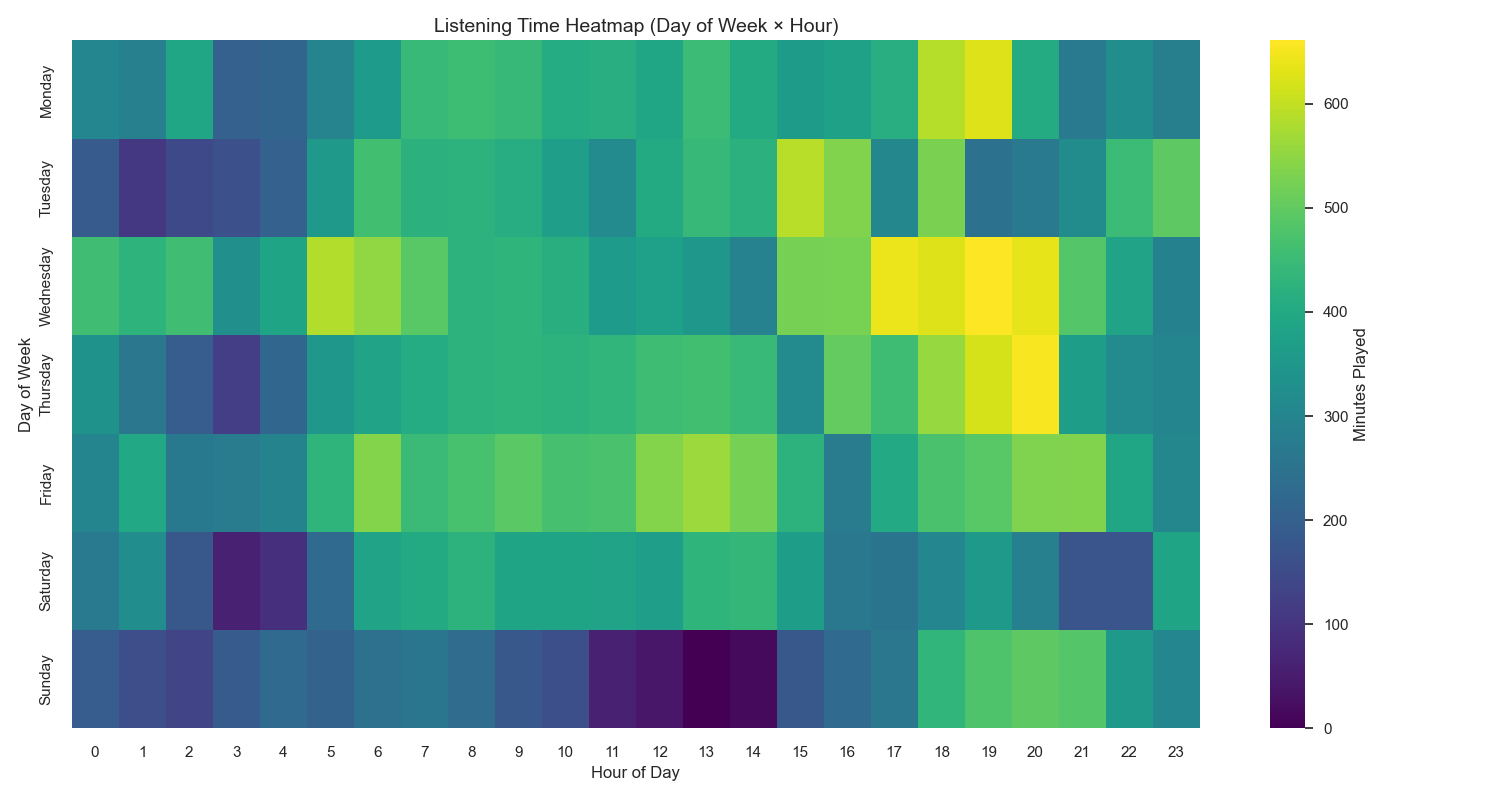 Listening Time Heatmap (Day of Week × Hour)
Day of Week
Monday
Tuesday
Wednesday
Thursday
Friday
Saturday
Sunday
0 1 2 3 4 5 6 7 8 9 10 11 12 13 14 15 16 17 18 19 20 21 22 23
Hour of Day
600
500
400
300
200
100
0
Minutes Played